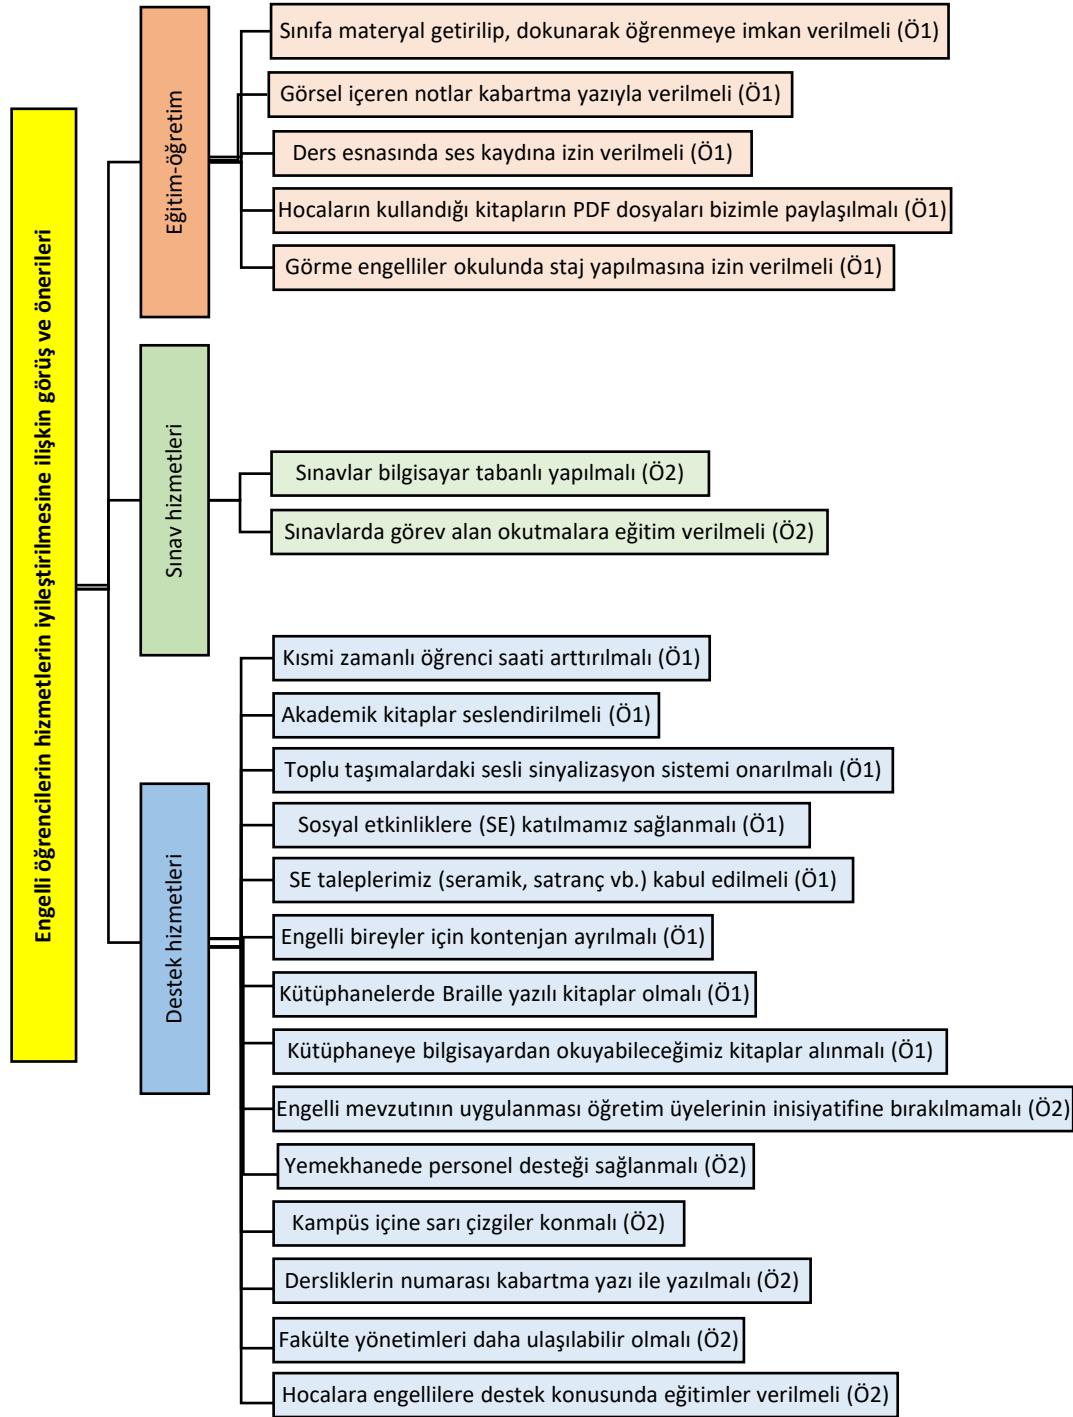 Engelli öğrencilerin hizmetlerin iyileştirilmesine ilişkin görüş ve önerileri
Eğitim-öğretim
Sınıfa materyal getirilip, dokunarak öğrenmeye imkan verilmeli (Ö1)
Görsel içeren notlar kabartma yazıyla verilmeli (Ö1)
Ders esnasında ses kaydına izin verilmeli (Ö1)
Hocaların kullandığı kitapların PDF dosyaları bizimle paylaşılmalı (Ö1)
Görme engelliler okulunda staj yapılmasına izin verilmeli (Ö1)
Sınav hizmetleri
Sınavlar bilgisayar tabanlı yapılmalı (Ö2)
Sınavlarda görev alan okutmalara eğitim verilmeli (Ö2)
Destek hizmetleri
Kısmi zamanlı öğrenci saati arttırılmalı (Ö1)
Akademik kitaplar seslendirilmeli (Ö1)
Toplu taşımalardaki sesli sinyalizasyon sistemi onarılmalı (Ö1)
Sosyal etkinliklere (SE) katılmamız sağlanmalı (Ö1)
SE taleplerimiz (seramik, satranç vb.) kabul edilmeli (Ö1)
Engelli bireyler için kontenjan ayrılmalı (Ö1)
Kütüphanelerde Braille yazılı kitaplar olmalı (Ö1)
Kütüphaneye bilgisayardan okuyabileceğimiz kitaplar alınmalı (Ö1)
Engelli mevzutının uygulanması öğretim üyelerinin inisiyatifine bırakılmamalı (Ö2)
Yemekhanede personel desteği sağlanmalı (Ö2)
Kampüs içine sarı çizgiler konmalı (Ö2)
Dersliklerin numarası kabartma yazı ile yazılmalı (Ö2)
Fakülte yönetimleri daha ulaşılabilir olmalı (Ö2)
Hocalara engellilere destek konusunda eğitimler verilmeli (Ö2)